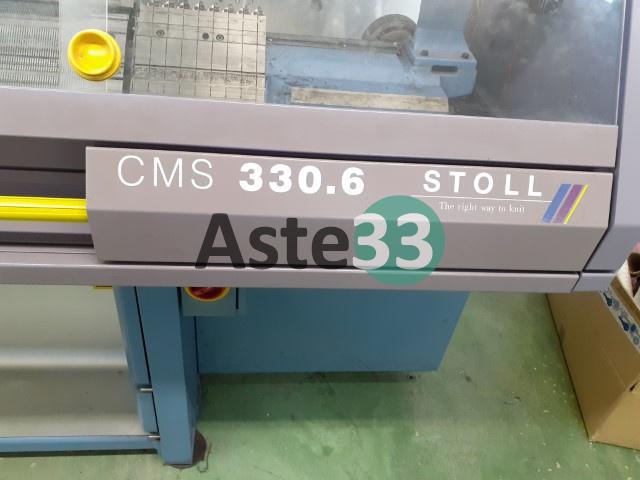 CMS 330.6
STOLL
The right way to knit
Aste33